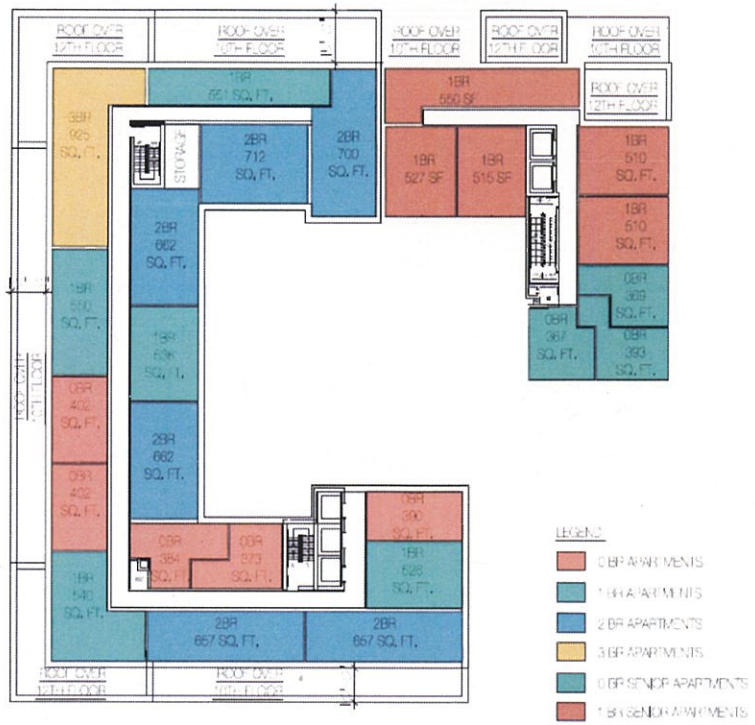 ROOF OVER
12TH FLOOR
ROOF OVER
10TH FLOOR
ROOF OVER
10TH FLOOR
ROOF OVER
12TH FLOOR
ROOF OVER
10TH FLOOR
ROOF OVER
12TH FLOOR
3BR
925
SQ. FT.
1BR
551 SQ. FT.
2BR
700
SQ. FT.
STORAGE
2BR
712
SQ. FT.
1BR
550 SF
1BR
527 SF
1BR
515 SF
1BR
510
SQ. FT.
1BR
510
SQ. FT.
0BR
369
SQ. FT.
0BR
367
SQ. FT.
0BR
393
SQ. FT.
2BR
662
SQ. FT.
1BR
550
SQ. FT.
1BR
636
SQ. FT.
ROOF OVER
10TH FLOOR
0BR
402
SQ. FT.
2BR
662
SQ. FT.
0BR
402
SQ. FT.
0BR
384
SQ. FT.
0BR
373
SQ. FT.
0BR
390
SQ. FT.
1BR
628
SQ. FT.
1BR
540
SQ. FT.
2BR
657 SQ. FT.
2BR
657 SQ. FT.
ROOF OVER
12TH FLOOR
ROOF OVER
10TH FLOOR
LEGEND
0 BR APARTMENTS
1 BR APARTMENTS
2 BR APARTMENTS
3 BR APARTMENTS
0 BR SENIOR APARTMENTS
1 BR SENIOR APARTMENTS